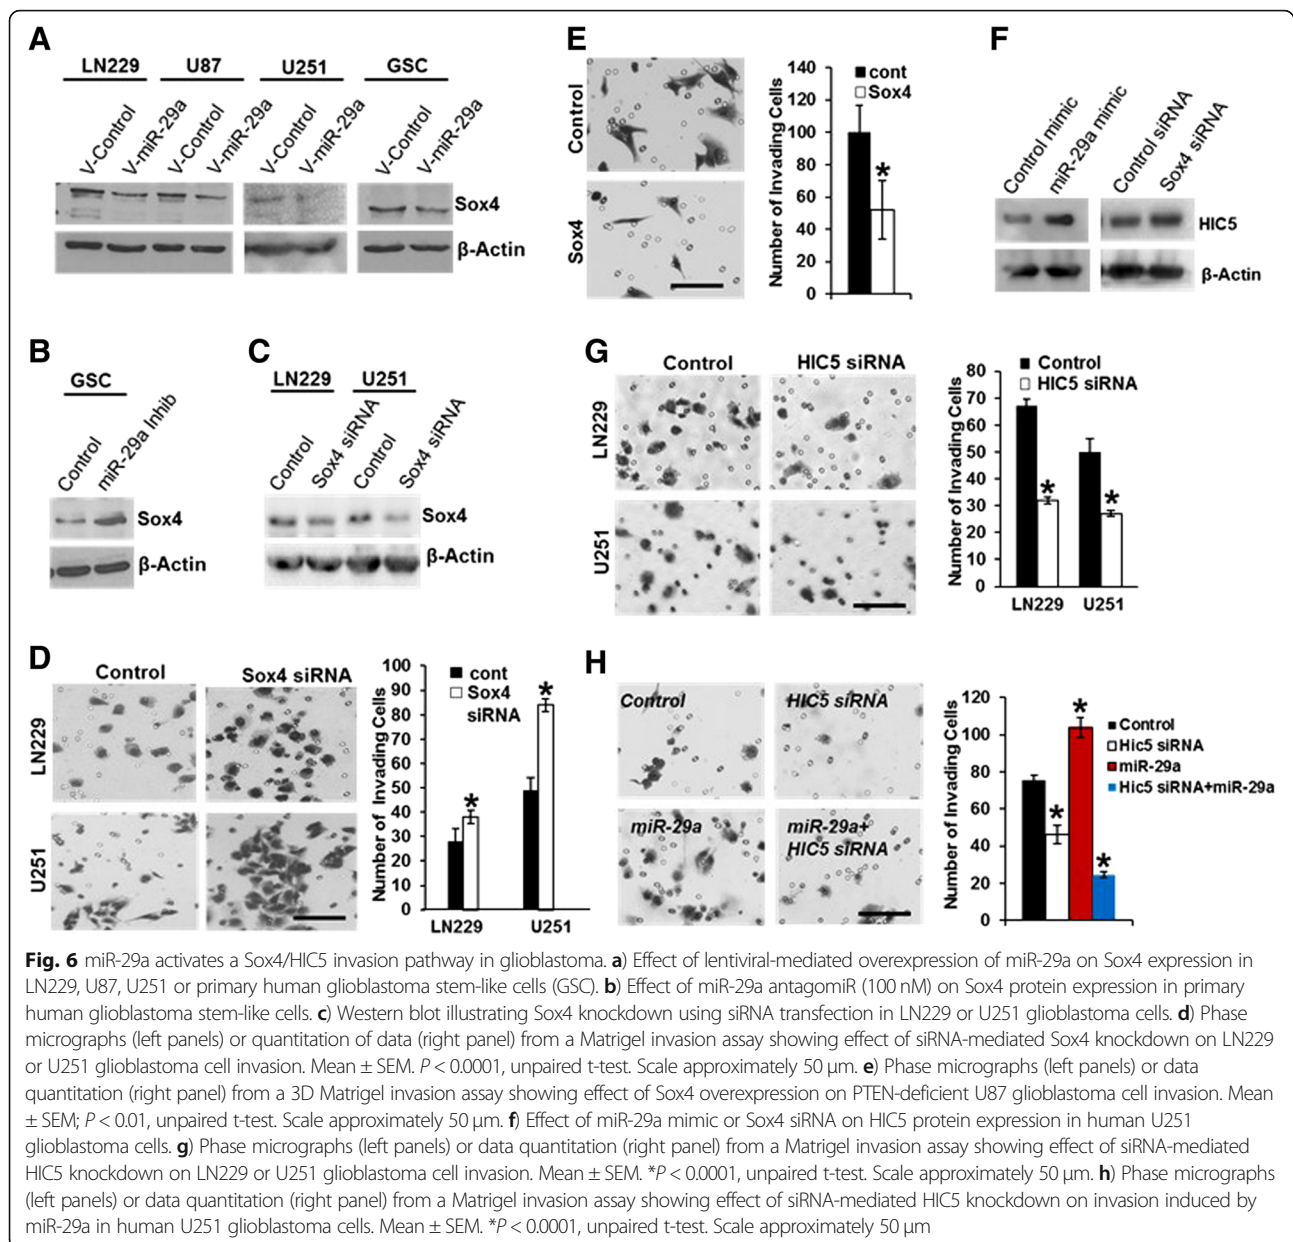 A
LN229 U87 U251 GSC
V-Control V-miR-29a V-Control V-miR-29a V-Control V-miR-29a V-Control V-miR-29a
Sox4
β-Actin
B
GSC
Control miR-29a Inhib
Sox4
β-Actin
C
LN229 U251
Control Sox4 siRNA Control Sox4 siRNA
Sox4
β-Actin
D
Control Sox4 siRNA
LN229
U251
Number of Invading Cells
100
90
80
70
60
50
40
30
20
10
0
cont
Sox4
siRNA
*
*
LN229 U251
E
Control
Sox4
Number of Invading Cells
140
120
100
80
60
40
20
0
cont
Sox4
*
F
Control mimic miR-29a mimic Control siRNA Sox4 siRNA
HIC5
β-Actin
G
Control HIC5 siRNA
LN229
U251
Number of Invading Cells
80
70
60
50
40
30
20
10
0
Control
HIC5 siRNA
*
*
LN229 U251
H
Control HIC5 siRNA
miR-29a miR-29a+
HIC5 siRNA
Number of Invading Cells
120
100
80
60
40
20
0
*
*
*
Control
Hic5 siRNA
miR-29a
Hic5 siRNA+miR-29a
Fig. 6 miR-29a activates a Sox4/HIC5 invasion pathway in glioblastoma. a) Effect of lentiviral-mediated overexpression of miR-29a on Sox4 expression in
LN229, U87, U251 or primary human glioblastoma stem-like cells (GSC). b) Effect of miR-29a antagomiR (100 nM) on Sox4 protein expression in primary
human glioblastoma stem-like cells. c) Western blot illustrating Sox4 knockdown using siRNA transfection in LN229 or U251 glioblastoma cells. d) Phase
micrographs (left panels) or quantitation of data (right panel) from a Matrigel invasion assay showing effect of siRNA-mediated Sox4 knockdown on LN229
or U251 glioblastoma cell invasion. Mean ± SEM. P < 0.0001, unpaired t-test. Scale approximately 50 μm. e) Phase micrographs (left panels) or data
quantitation (right panel) from a 3D Matrigel invasion assay showing effect of Sox4 overexpression on PTEN-deficient U87 glioblastoma cell invasion. Mean
± SEM; P < 0.01, unpaired t-test. Scale approximately 50 μm. f) Effect of miR-29a mimic or Sox4 siRNA on HIC5 protein expression in human U251
glioblastoma cells. g) Phase micrographs (left panels) or data quantitation (right panel) from a Matrigel invasion assay showing effect of siRNA-mediated
HIC5 knockdown on LN229 or U251 glioblastoma cell invasion. Mean ± SEM. *P < 0.0001, unpaired t-test. Scale approximately 50 μm. h) Phase micrographs
(left panels) or data quantitation (right panel) from a Matrigel invasion assay showing effect of siRNA-mediated HIC5 knockdown on invasion induced by
miR-29a in human U251 glioblastoma cells. Mean ± SEM. *P < 0.0001, unpaired t-test. Scale approximately 50 μm